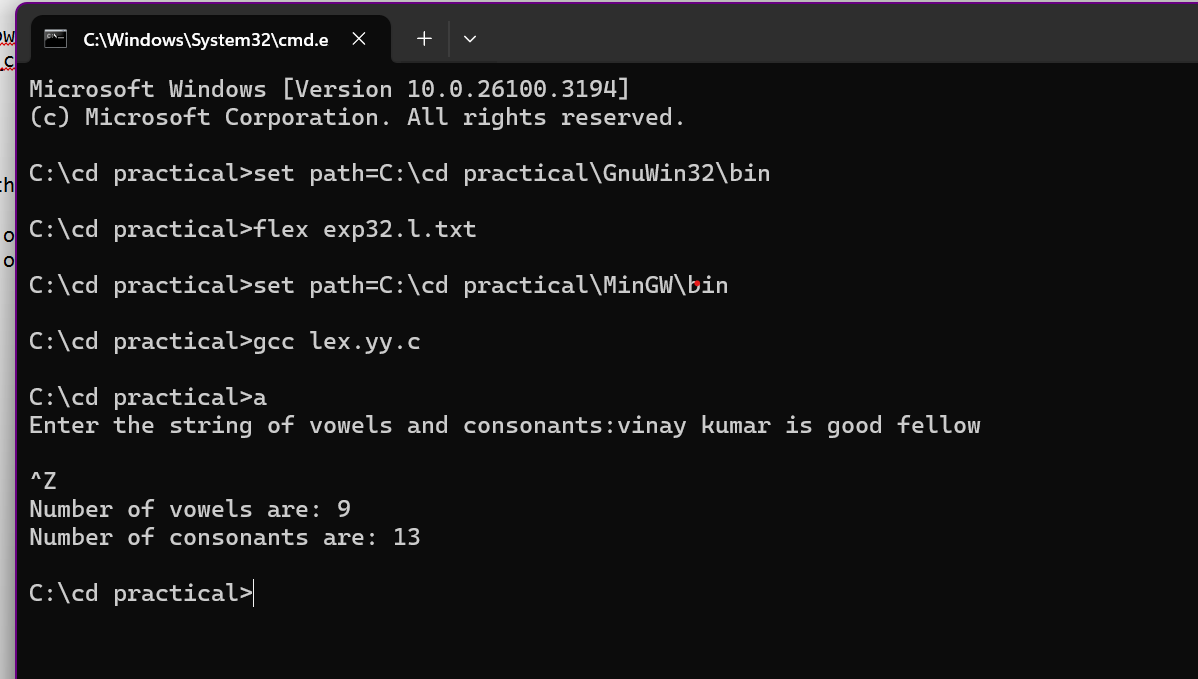 C:\Windows\System32\cmd.e
Microsoft Windows [Version 10.0.26100.3194]
(c) Microsoft Corporation. All rights reserved.
C:\cd practical>set path=C:\cd practical\GnuWin32\bin
C:\cd practical>flex exp32.l.txt
C:\cd practical>set path=C:\cd practical\MinGW\bin
C:\cd practical>gcc lex.yy.c
C:\cd practical>a
Enter the string of vowels and consonants:vinay kumar is good fellow
^Z
Number of vowels are: 9
Number of consonants are: 13
C:\cd practical>